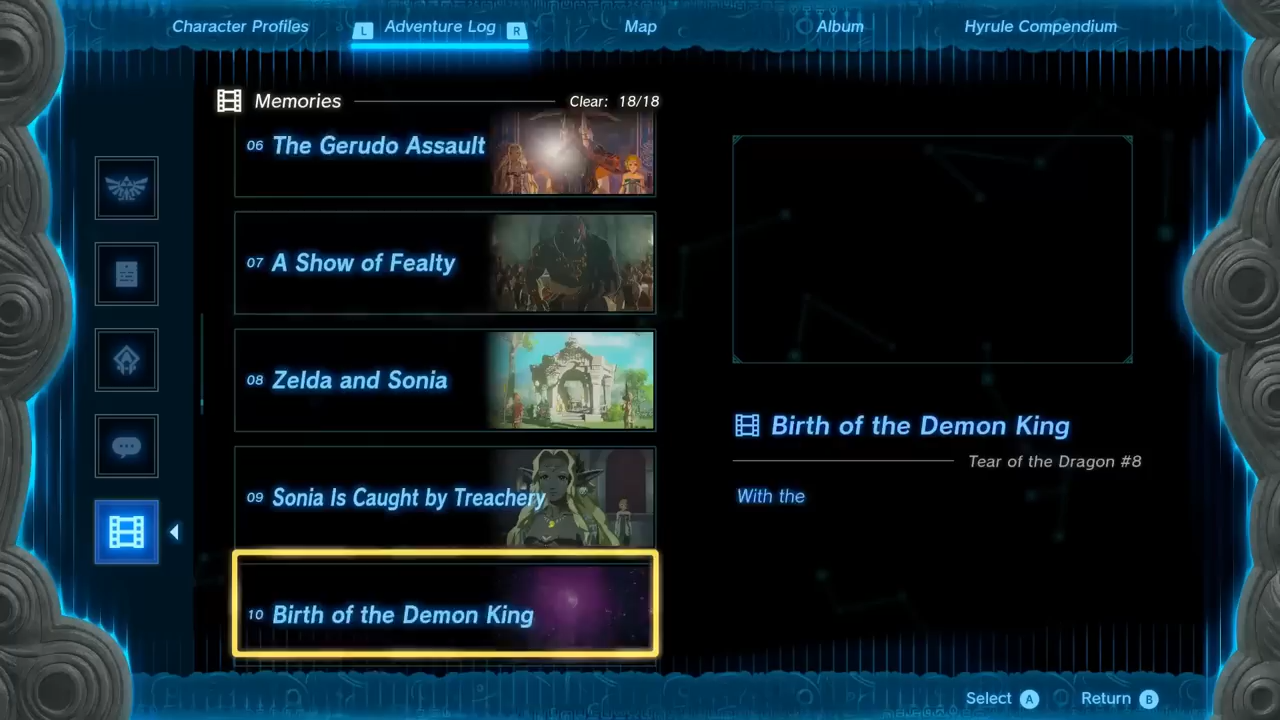 Character Profiles
L Adventure Log R
Map
Album
Hyrule Compendium
Memories
Clear: 18/18
06 The Gerudo Assault
07 A Show of Fealty
08 Zelda and Sonia
09 Sonia Is Caught by Treachery
10 Birth of the Demon King
Birth of the Demon King
Tear of the Dragon #8
With the
Select A
Return B